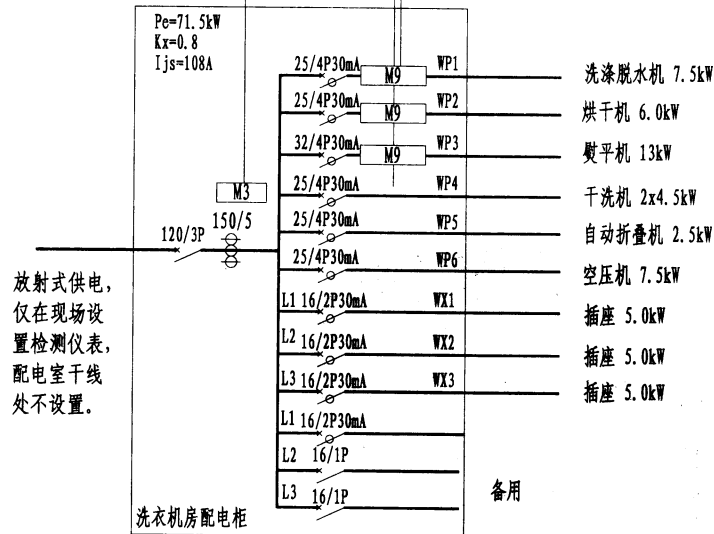 Pe=71.5kW
Kx=0.8
Ijs=108A
25/4P30mA M9 WP1 洗涤脱水机 7.5kW
25/4P30mA M9 WP2 烘干机 6.0kW
32/4P30mA M9 WP3 熨平机 13kW
M3 25/4P30mA WP4 干洗机 2x4.5kW
120/3P 150/5 25/4P30mA WP5 自动折叠机 2.5kW
25/4P30mA WP6 空压机 7.5kW
放射式供电,
仅在现场设
置检测仪表,
配电室干线
处不设置。
L1 16/2P30mA WX1 插座 5.0kW
L2 16/2P30mA WX2 插座 5.0kW
L3 16/2P30mA WX3 插座 5.0kW
L1 16/2P30mA
L2 16/1P
L3 16/1P
备用
洗衣机房配电柜